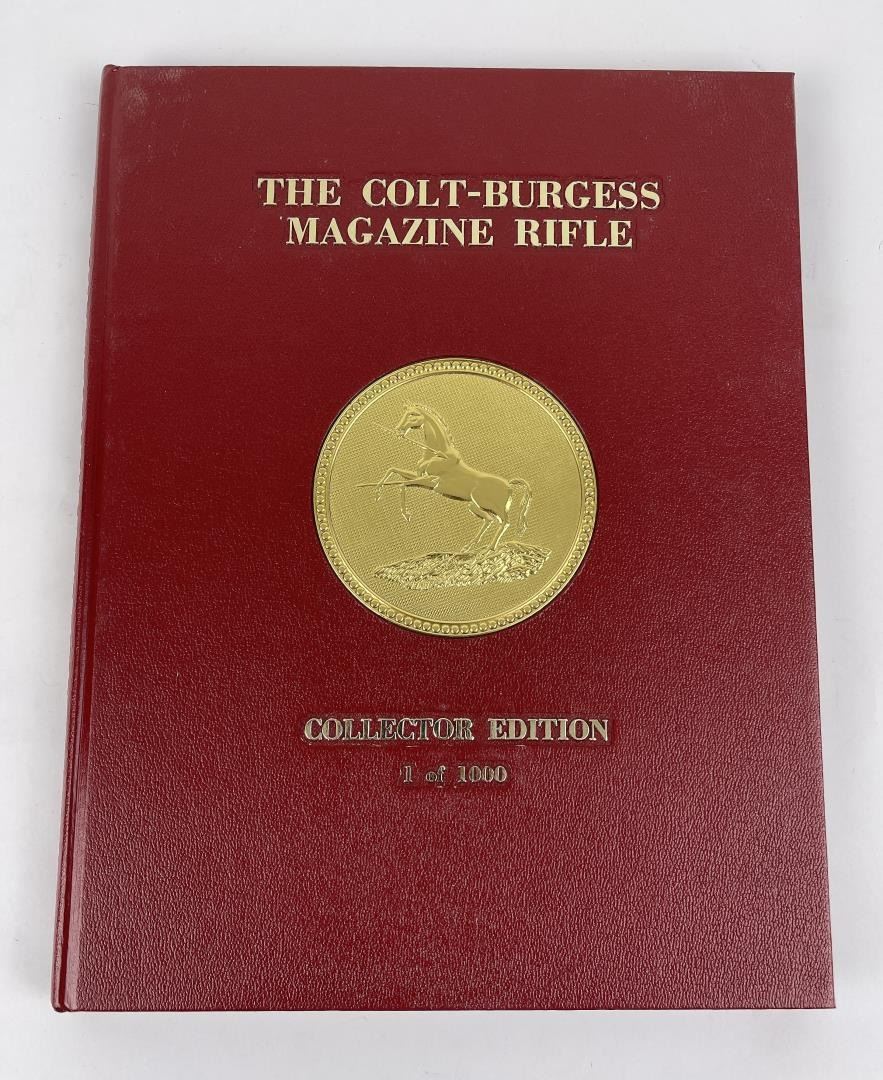 THE COLT-BURGESS
MAGAZINE RIFLE
COLLECTOR EDITION
1 of 1000